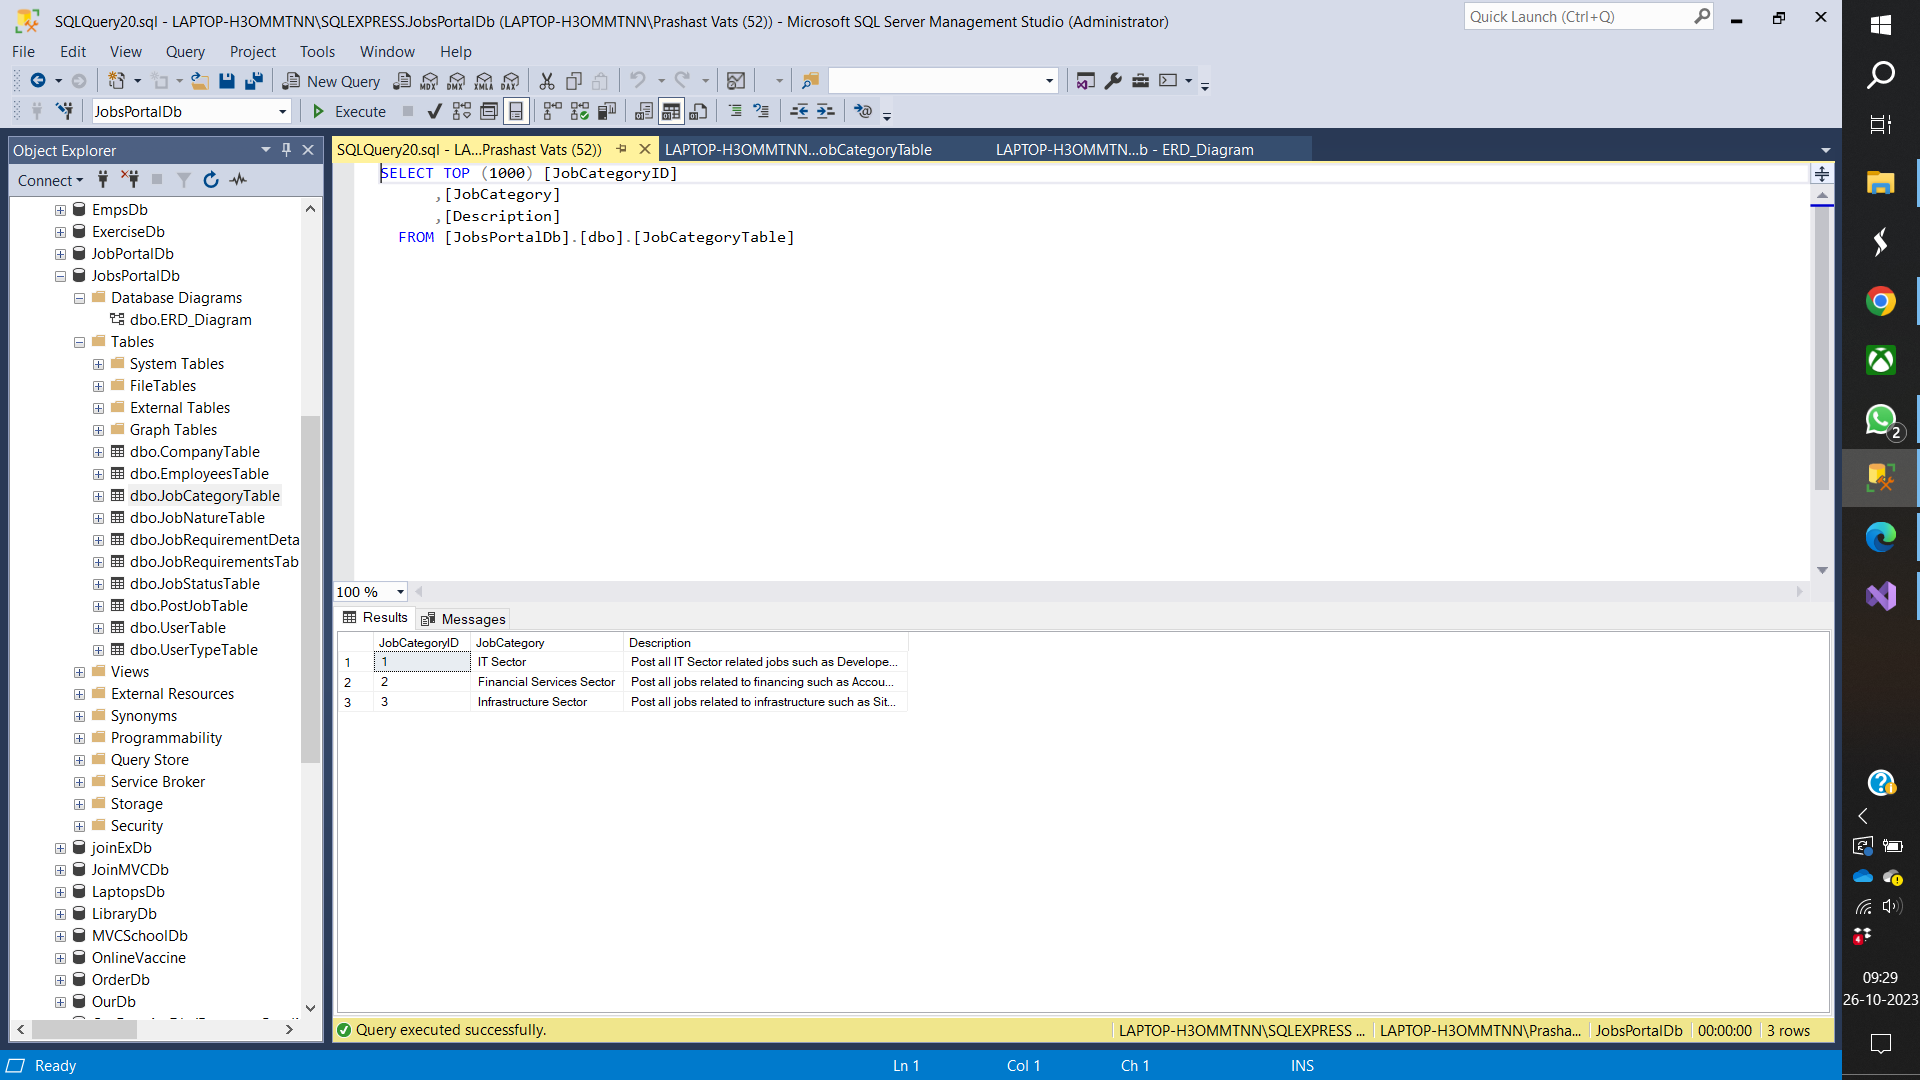 SQLQuery20.sql - LAPTOP-H3OMMTNN\SQLEXPRESS.JobsPortalDb (LAPTOP-H3OMMTNN\Prashast Vats (52)) - Microsoft SQL Server Management Studio (Administrator)
Quick Launch (Ctrl+Q)
File Edit View Query Project Tools Window Help
New Query MDX DMX XMLA DAX
JobsPortalDb Execute
Object Explorer
SQLQuery20.sql - LA...Prashast Vats (52)) LAPTOP-H3OMMTNN...obCategoryTable LAPTOP-H3OMMTN...b - ERD_Diagram
Connect
EmpsDb
ExerciseDb
JobPortalDb
JobsPortalDb
Database Diagrams
dbo.ERD_Diagram
Tables
System Tables
FileTables
External Tables
Graph Tables
dbo.CompanyTable
dbo.EmployeesTable
dbo.JobCategoryTable
dbo.JobNatureTable
dbo.JobRequirementDeta
dbo.JobRequirementsTab
dbo.JobStatusTable
dbo.PostJobTable
dbo.UserTable
dbo.UserTypeTable
Views
External Resources
Synonyms
Programmability
Query Store
Service Broker
Storage
Security
joinExDb
JoinMVCDb
LaptopsDb
LibraryDb
MVCSchoolDb
OnlineVaccine
OrderDb
OurDb
SELECT TOP (1000) [JobCategoryID]
,[JobCategory]
,[Description]
FROM [JobsPortalDb].[dbo].[JobCategoryTable]
100 %
Results Messages
JobCategoryID JobCategory Description
1 1 IT Sector Post all IT Sector related jobs such as Develope...
2 2 Financial Services Sector Post all jobs related to financing such as Accou...
3 3 Infrastructure Sector Post all jobs related to infrastructure such as Sit...
Query executed successfully. LAPTOP-H3OMMTNN\SQLEXPRESS ... LAPTOP-H3OMMTNN\Prasha... JobsPortalDb 00:00:00 3 rows
Ready Ln 1 Col 1 Ch 1 INS
2
4
09:29
26-10-2023